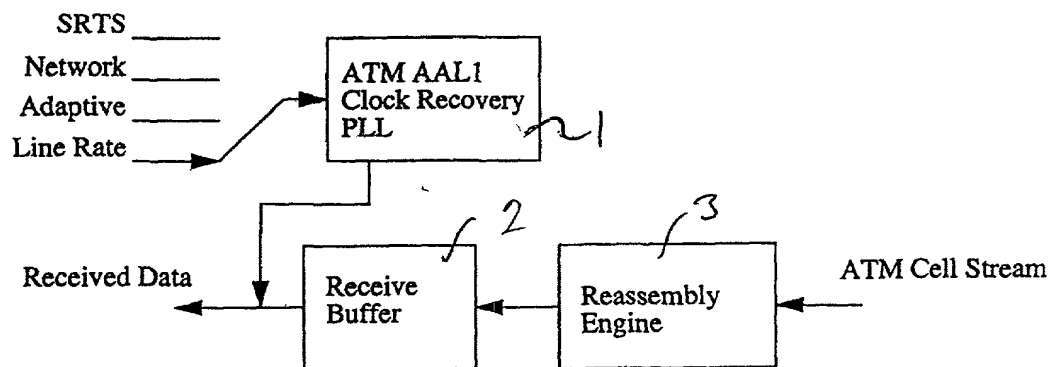 SRTS
Network
Adaptive
Line Rate
ATM AAL1
Clock Recovery
PLL
1
2
3
Received Data
Receive
Buffer
Reassembly
Engine
ATM Cell Stream